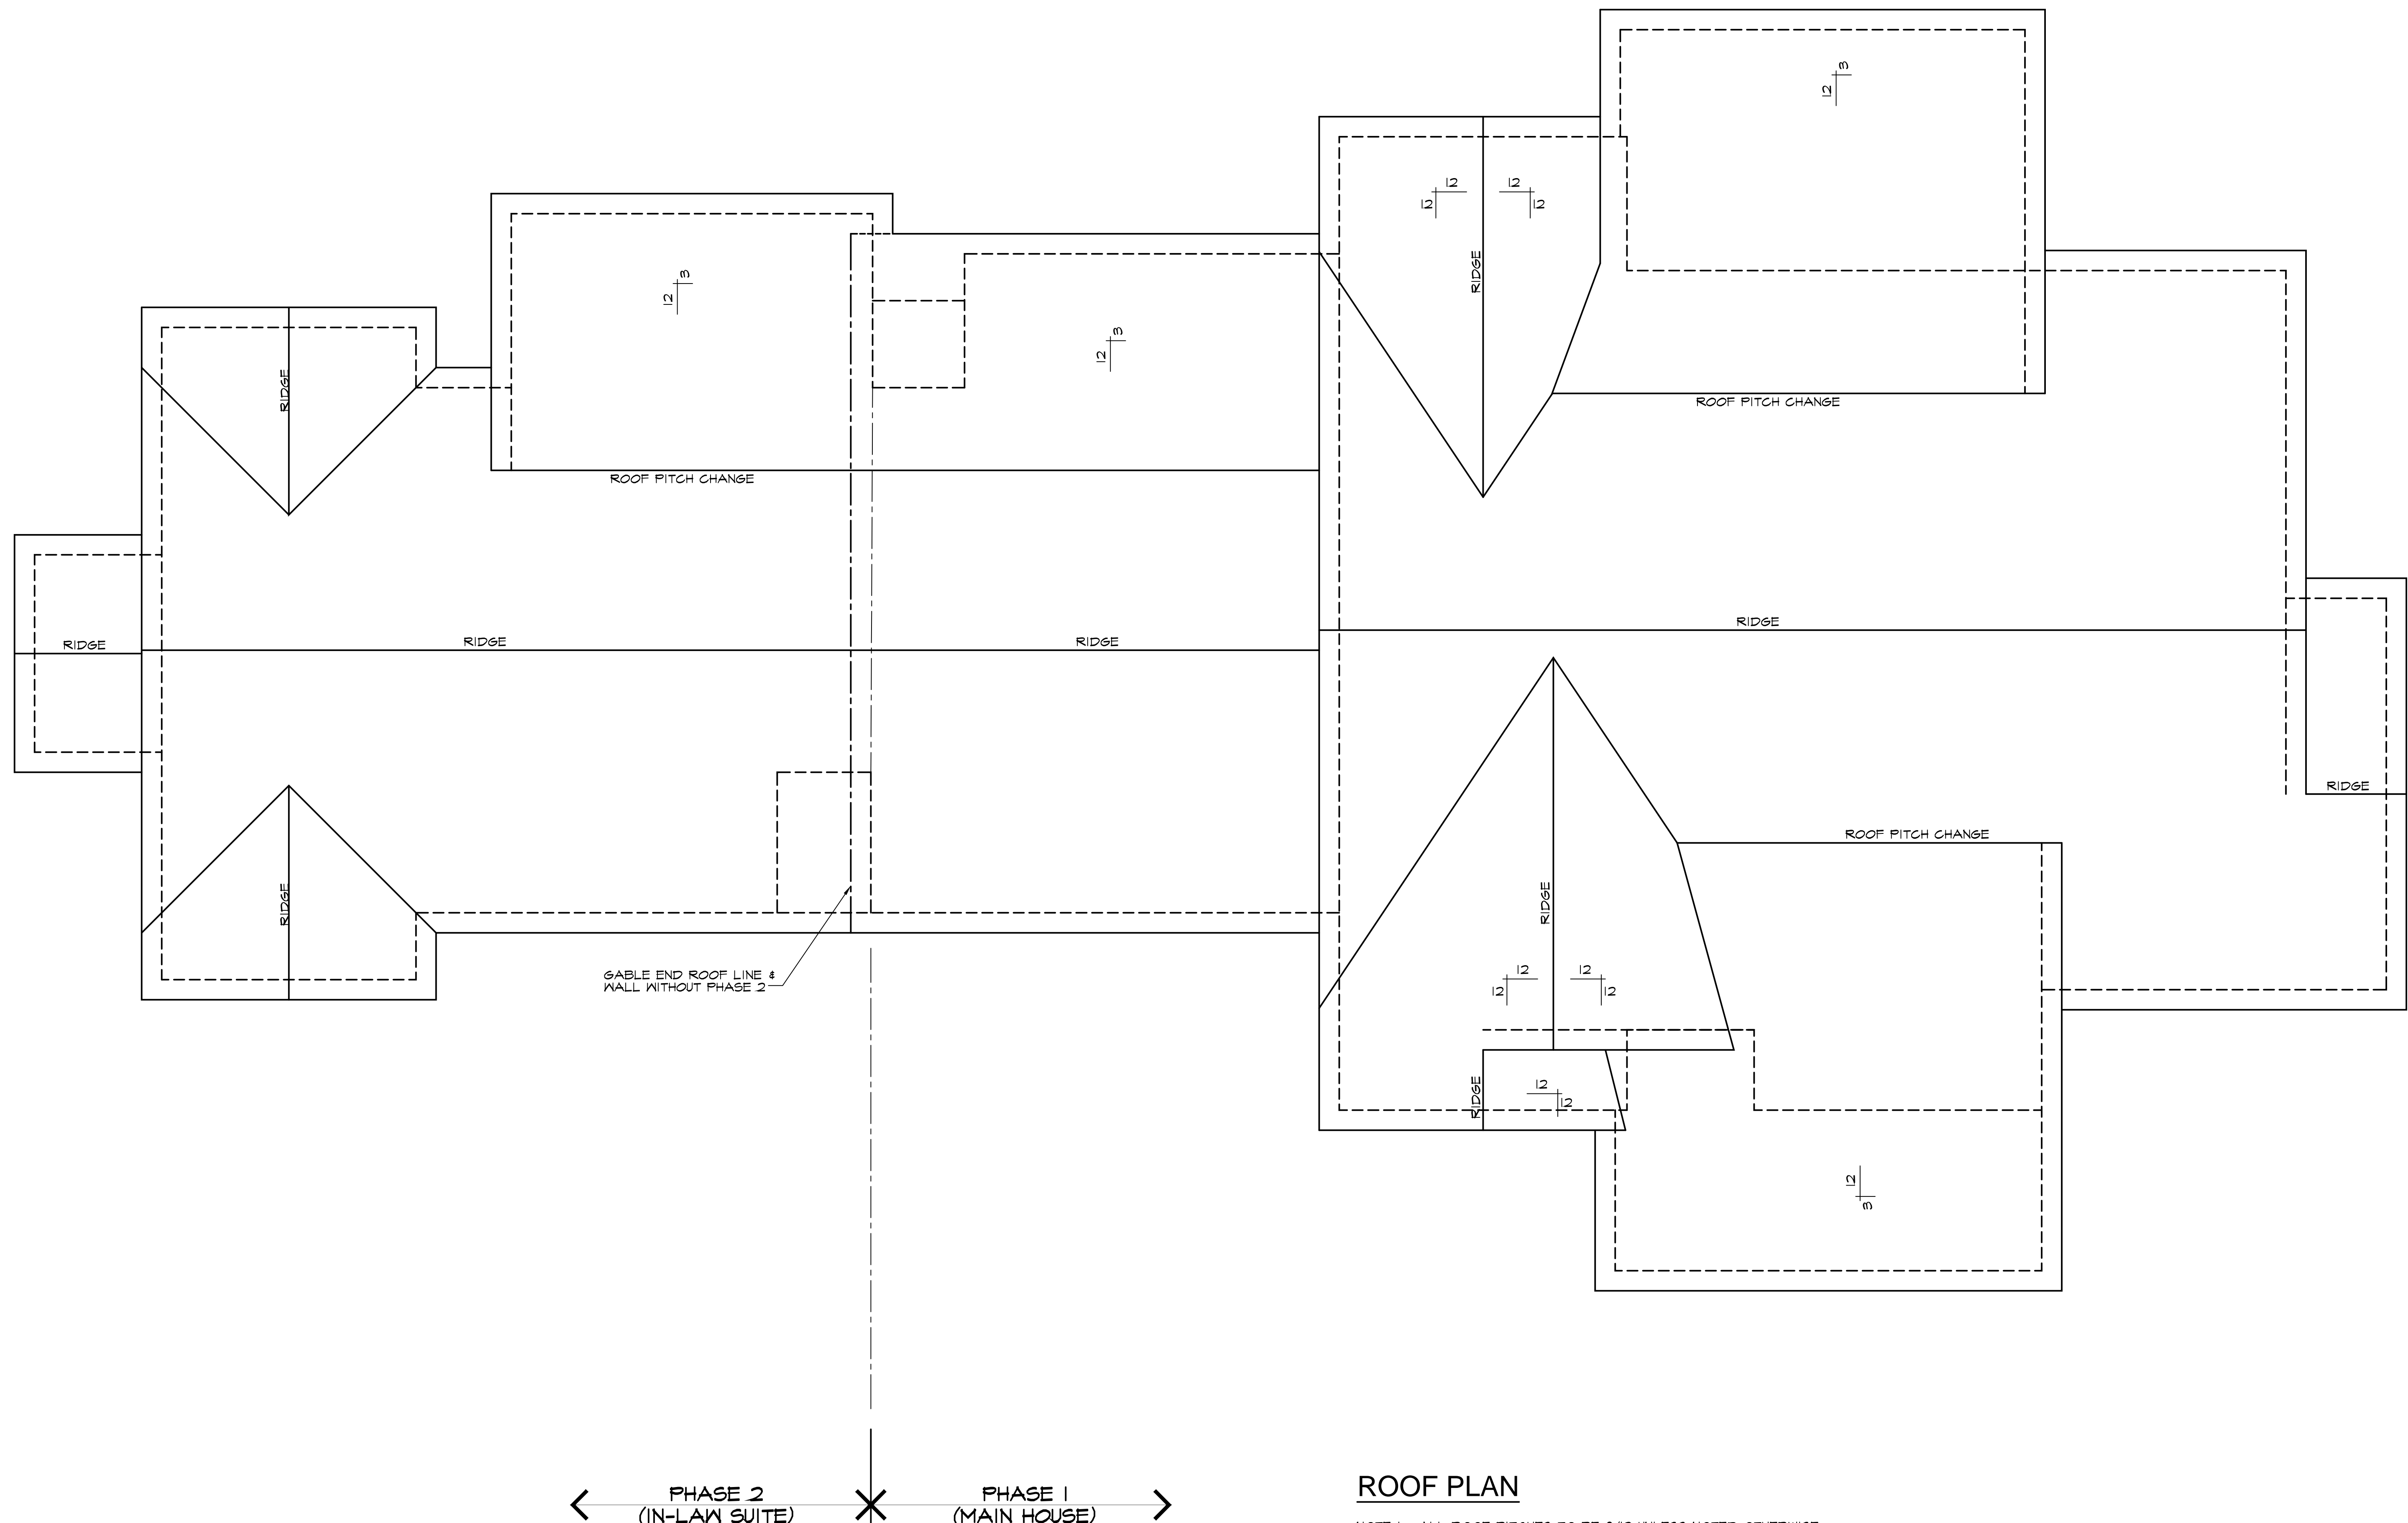 3
12
12 12
12 12
RIDGE
3
12
3
12
RIDGE
ROOF PITCH CHANGE
ROOF PITCH CHANGE
RIDGE
RIDGE
RIDGE
RIDGE
RIDGE
ROOF PITCH CHANGE
RIDGE
RIDGE
RIDGE
GABLE END ROOF LINE &
WALL WITHOUT PHASE 2
12 12
12 12
RIDGE
12
12
12
3
ROOF PLAN
PHASE 2
(IN-LAW SUITE)
PHASE 1
(MAIN HOUSE)